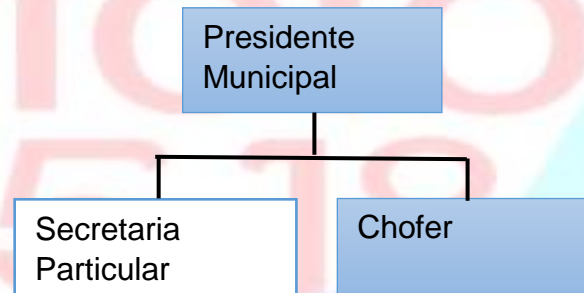 Presidente
Municipal
Secretaria
Particular
Chofer